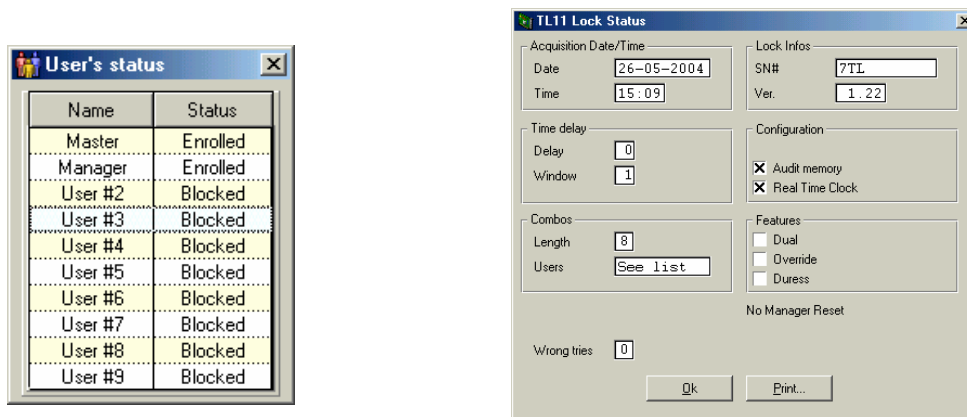 User's status
Name Status
Master Enrolled
Manager Enrolled
User #2 Blocked
User #3 Blocked
User #4 Blocked
User #5 Blocked
User #6 Blocked
User #7 Blocked
User #8 Blocked
User #9 Blocked
TL11 Lock Status
Acquisition Date/Time
Date 26-05-2004
Time 15:09
Lock Infos
SN# 7TL
Ver. 1.22
Time delay
Delay 0
Window 1
Configuration
Audit memory
Real Time Clock
Combos
Length 8
Users See list
Features
Dual
Override
Duress
No Manager Reset
Wrong tries 0
Ok Print...